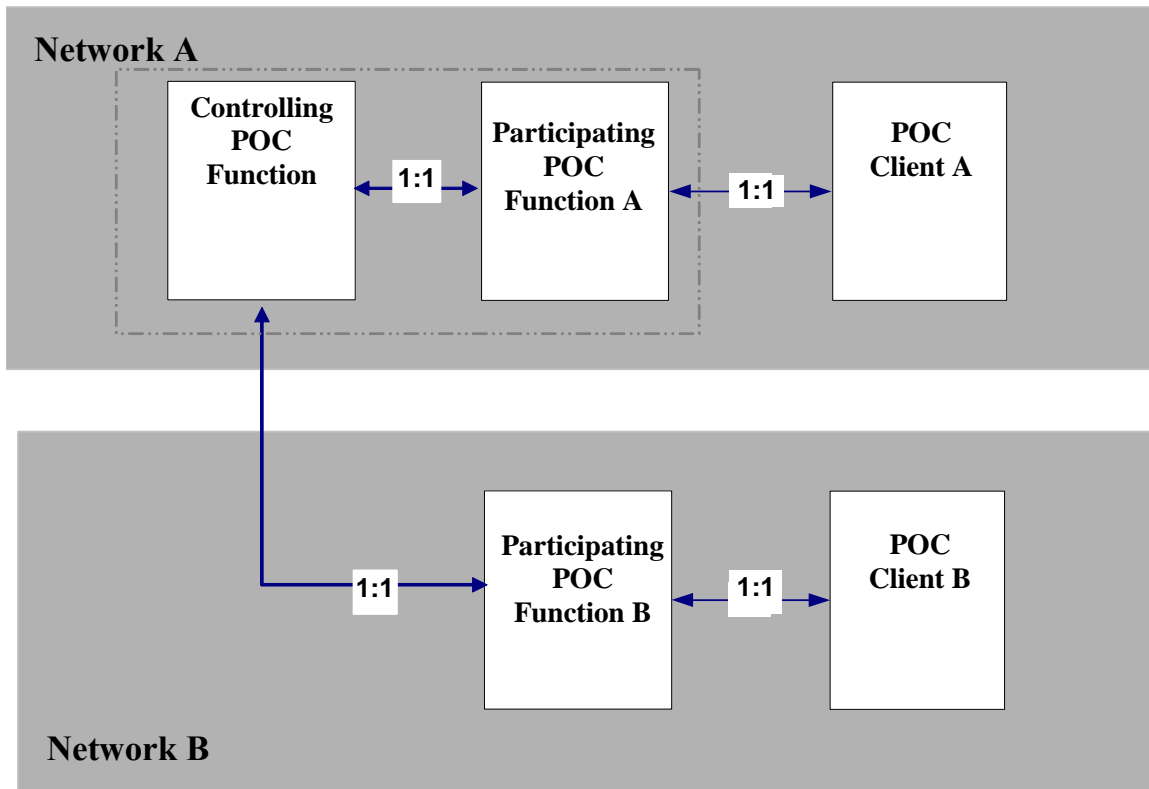 Network A
Controlling
POC
Function
1:1
Participating
POC
Function A
1:1
POC
Client A
1:1
Participating
POC
Function B
1:1
POC
Client B
Network B